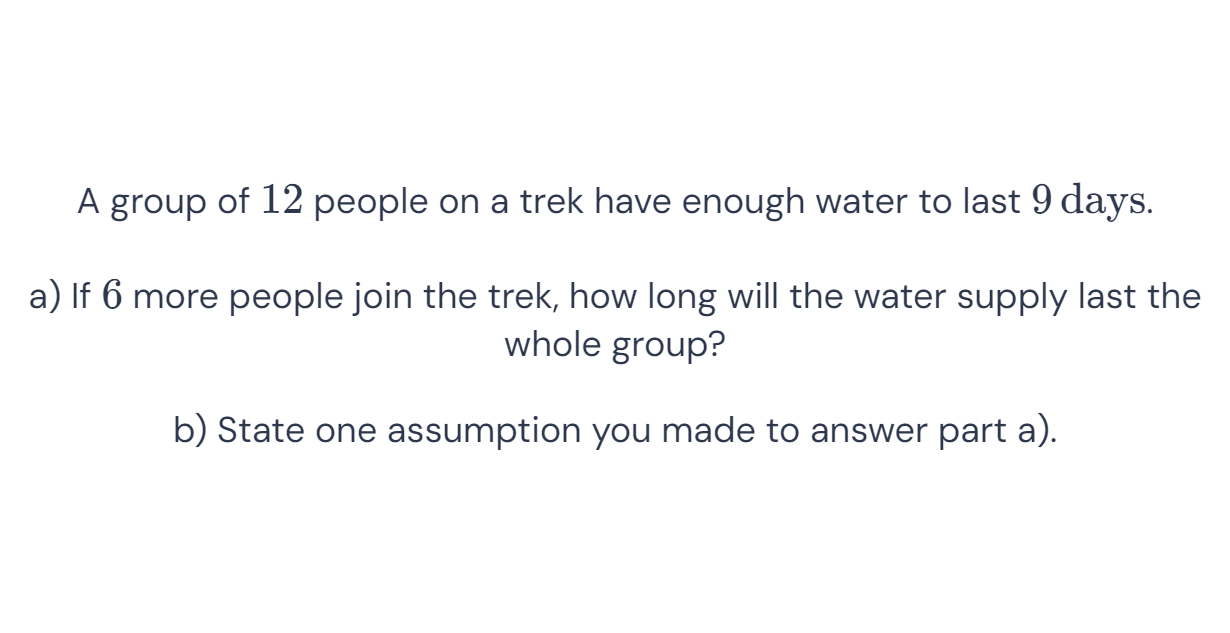 A group of 12 people on a trek have enough water to last 9 days.
a) If 6 more people join the trek, how long will the water supply last the
whole group?
b) State one assumption you made to answer part a).